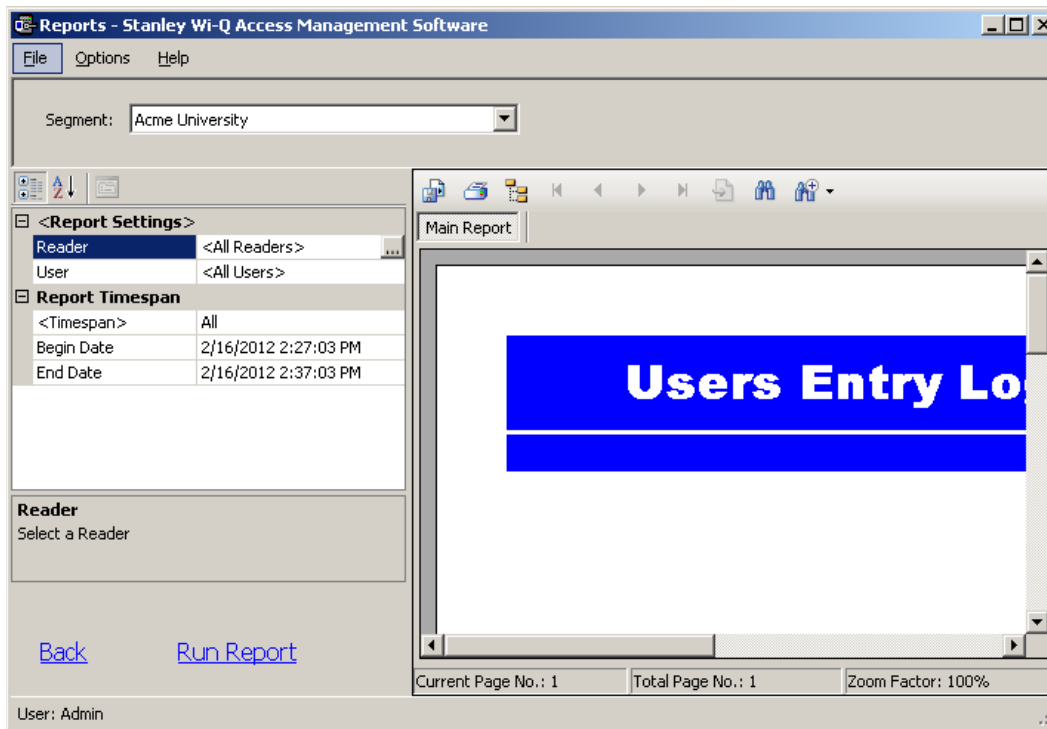 Reports - Stanley Wi-Q Access Management Software
File Options Help
Segment: Acme University
<Report Settings>
Reader <All Readers> ...
User <All Users>
Report Timespan
<Timespan> All
Begin Date 2/16/2012 2:27:03 PM
End Date 2/16/2012 2:37:03 PM
Reader
Select a Reader
Back Run Report
Main Report
Users Entry Lo
Current Page No.: 1 Total Page No.: 1 Zoom Factor: 100%
User: Admin